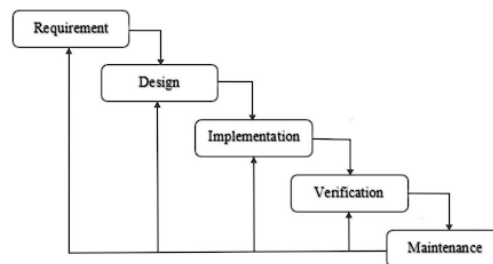 Requirement
Design
Implementation
Verification
Maintenance